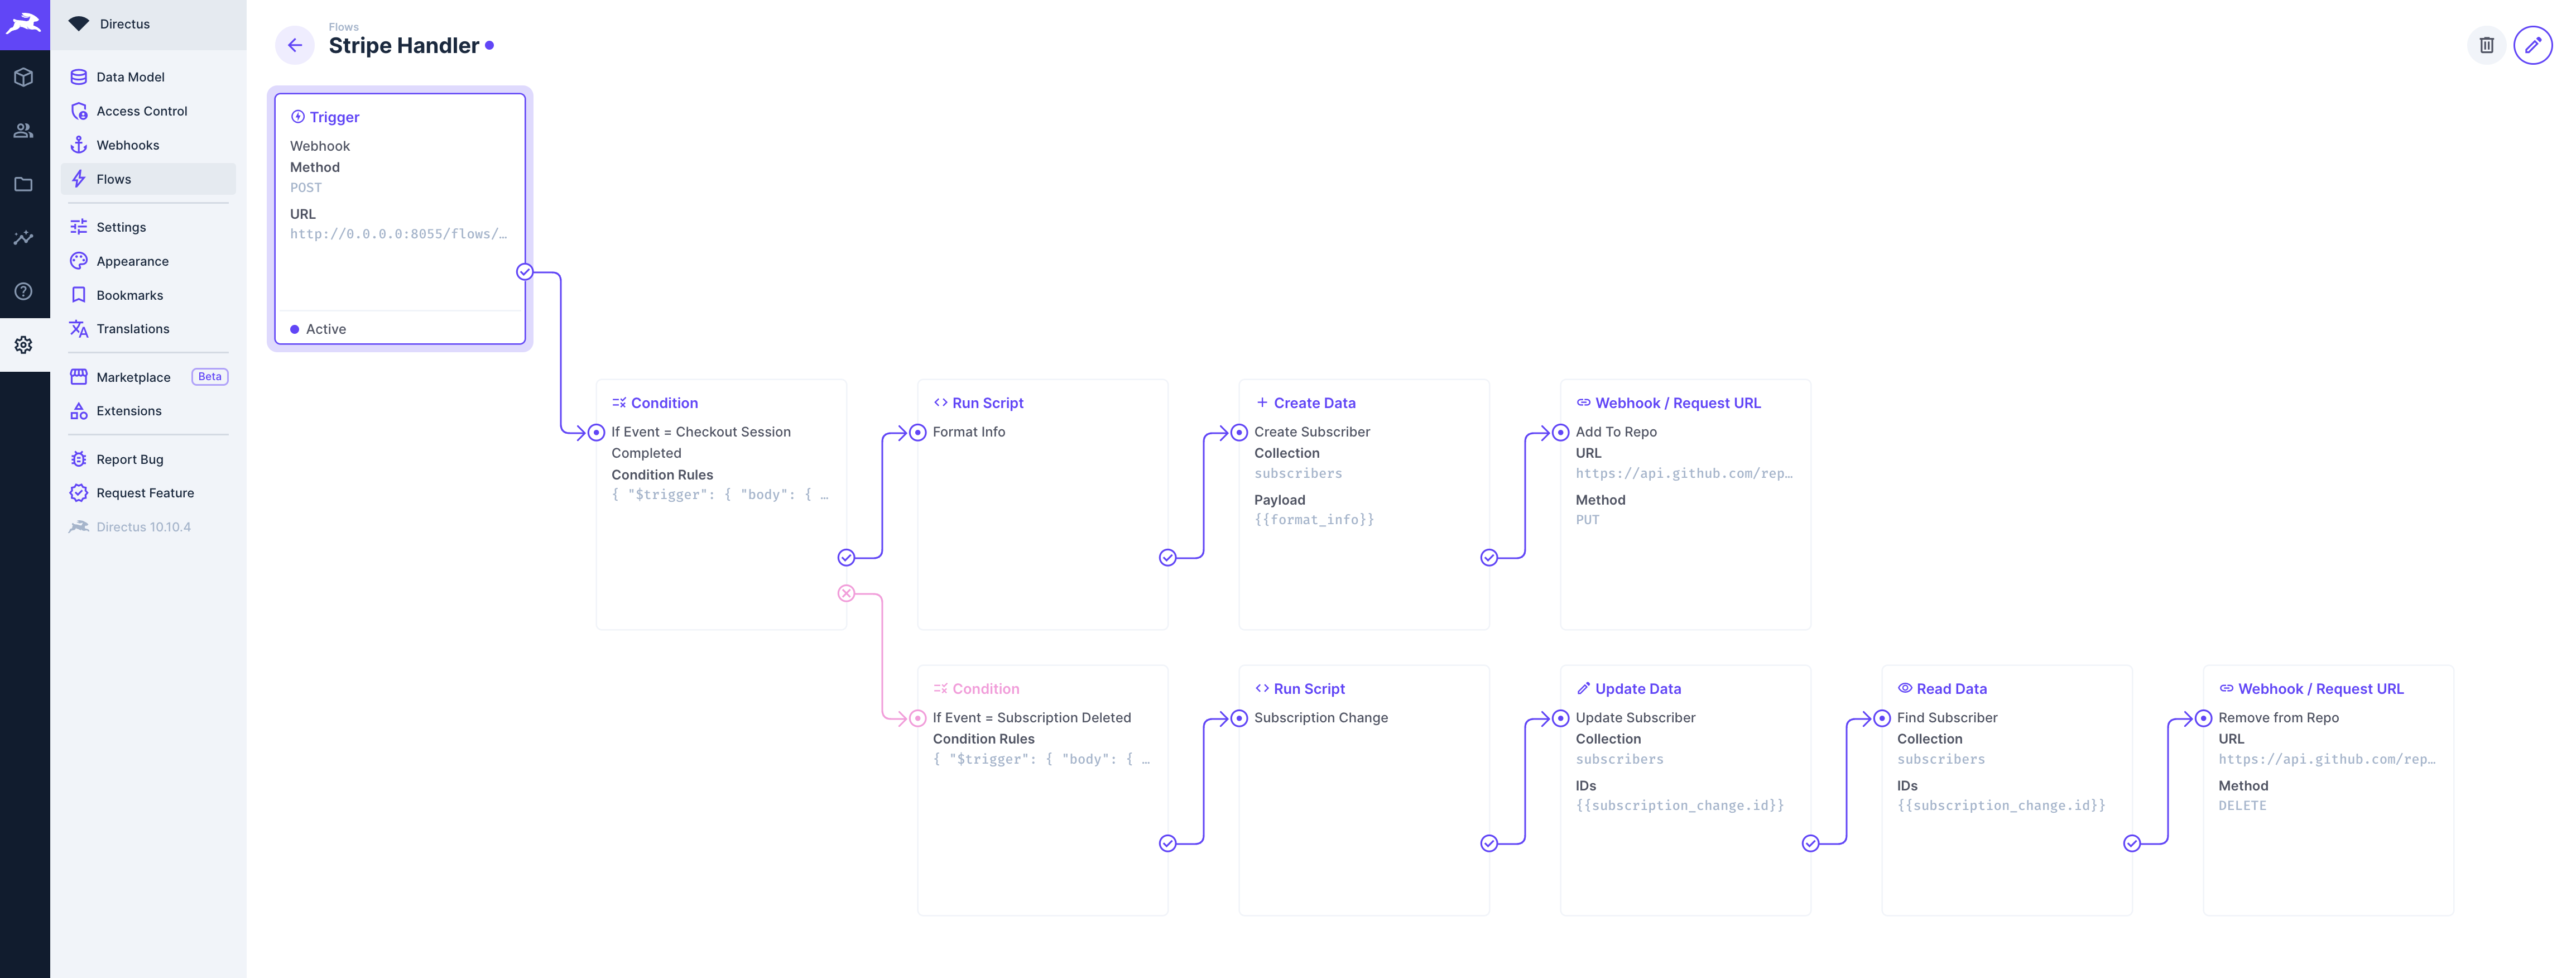 Directus
Data Model
Access Control
Webhooks
Flows
Settings
Appearance
Bookmarks
Translations
Marketplace Beta
Extensions
Report Bug
Request Feature
Directus 10.10.4
Flows
Stripe Handler
Trigger
Webhook
Method
POST
URL
http://0.0.0.0:8055/flows/…
Active
Condition
If Event = Checkout Session
Completed
Condition Rules
{ "$trigger": { "body": { …
Run Script
Format Info
Create Data
Create Subscriber
Collection
subscribers
Payload
{{format_info}}
Webhook / Request URL
Add To Repo
URL
https://api.github.com/rep…
Method
PUT
Condition
If Event = Subscription Deleted
Condition Rules
{ "$trigger": { "body": { …
Run Script
Subscription Change
Update Data
Update Subscriber
Collection
subscribers
IDs
{{subscription_change.id}}
Read Data
Find Subscriber
Collection
subscribers
IDs
{{subscription_change.id}}
Webhook / Request URL
Remove from Repo
URL
https://api.github.com/rep…
Method
DELETE